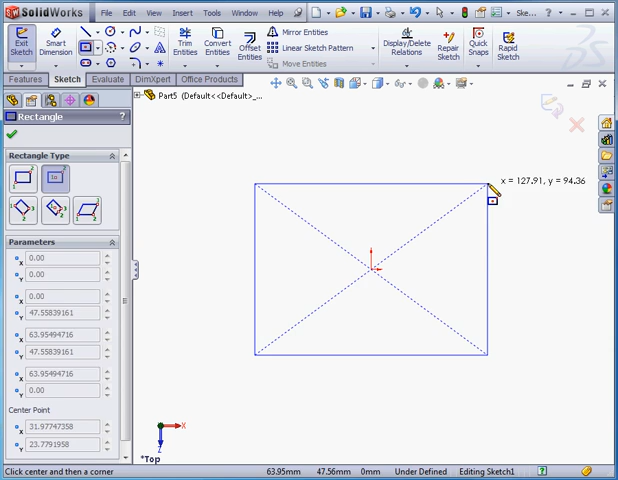 SolidWorks File Edit View Insert Tools Window Help Ske...
Exit Sketch
Smart Dimension
Trim Entities
Convert Entities
Offset Entities
Mirror Entities
Linear Sketch Pattern
Move Entities
Display/Delete Relations
Repair Sketch
Quick Snaps
Rapid Sketch
Features Sketch Evaluate DimXpert Office Products
Part5 (Default<<Default>_...
Rectangle ?
Rectangle Type
Parameters
X 0.00
Y 0.00
X 0.00
Y 47.55839161
X 63.95494716
Y 47.55839161
X 63.95494716
Y 0.00
Center Point
X 31.97747358
Y 23.7791958
x = 127.91, y = 94.36
X
Z
*Top
Click center and then a corner 63.95mm 47.56mm 0mm Under Defined Editing Sketch1 ?